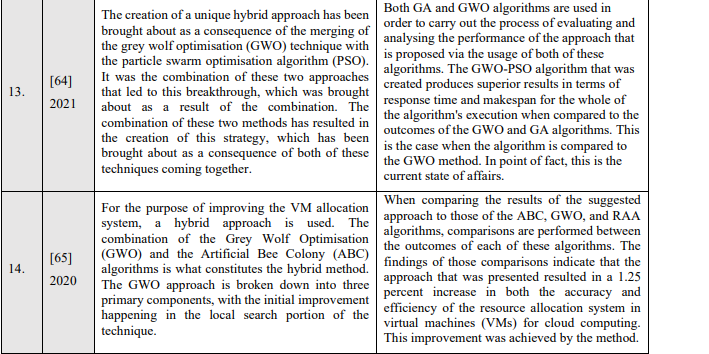 13.
[64]
2021
The creation of a unique hybrid approach has been
brought about as a consequence of the merging of
the grey wolf optimisation (GWO) technique with
the particle swarm optimisation algorithm (PSO).
It was the combination of these two approaches
that led to this breakthrough, which was brought
about as a result of the combination. The
combination of these two methods has resulted in
the creation of this strategy, which has been
brought about as a consequence of both of these
techniques coming together.
Both GA and GWO algorithms are used in
order to carry out the process of evaluating and
analysing the performance of the approach that
is proposed via the usage of both of these
algorithms. The GWO-PSO algorithm that was
created produces superior results in terms of
response time and makespan for the whole of
the algorithm's execution when compared to the
outcomes of the GWO and GA algorithms. This
is the case when the algorithm is compared to
the GWO method. In point of fact, this is the
current state of affairs.
14.
[65]
2020
For the purpose of improving the VM allocation
system, a hybrid approach is used. The
combination of the Grey Wolf Optimisation
(GWO) and the Artificial Bee Colony (ABC)
algorithms is what constitutes the hybrid method.
The GWO approach is broken down into three
primary components, with the initial improvement
happening in the local search portion of the
technique.
When comparing the results of the suggested
approach to those of the ABC, GWO, and RAA
algorithms, comparisons are performed between
the outcomes of each of these algorithms. The
findings of those comparisons indicate that the
approach that was presented resulted in a 1.25
percent increase in both the accuracy and
efficiency of the resource allocation system in
virtual machines (VMs) for cloud computing.
This improvement was achieved by the method.